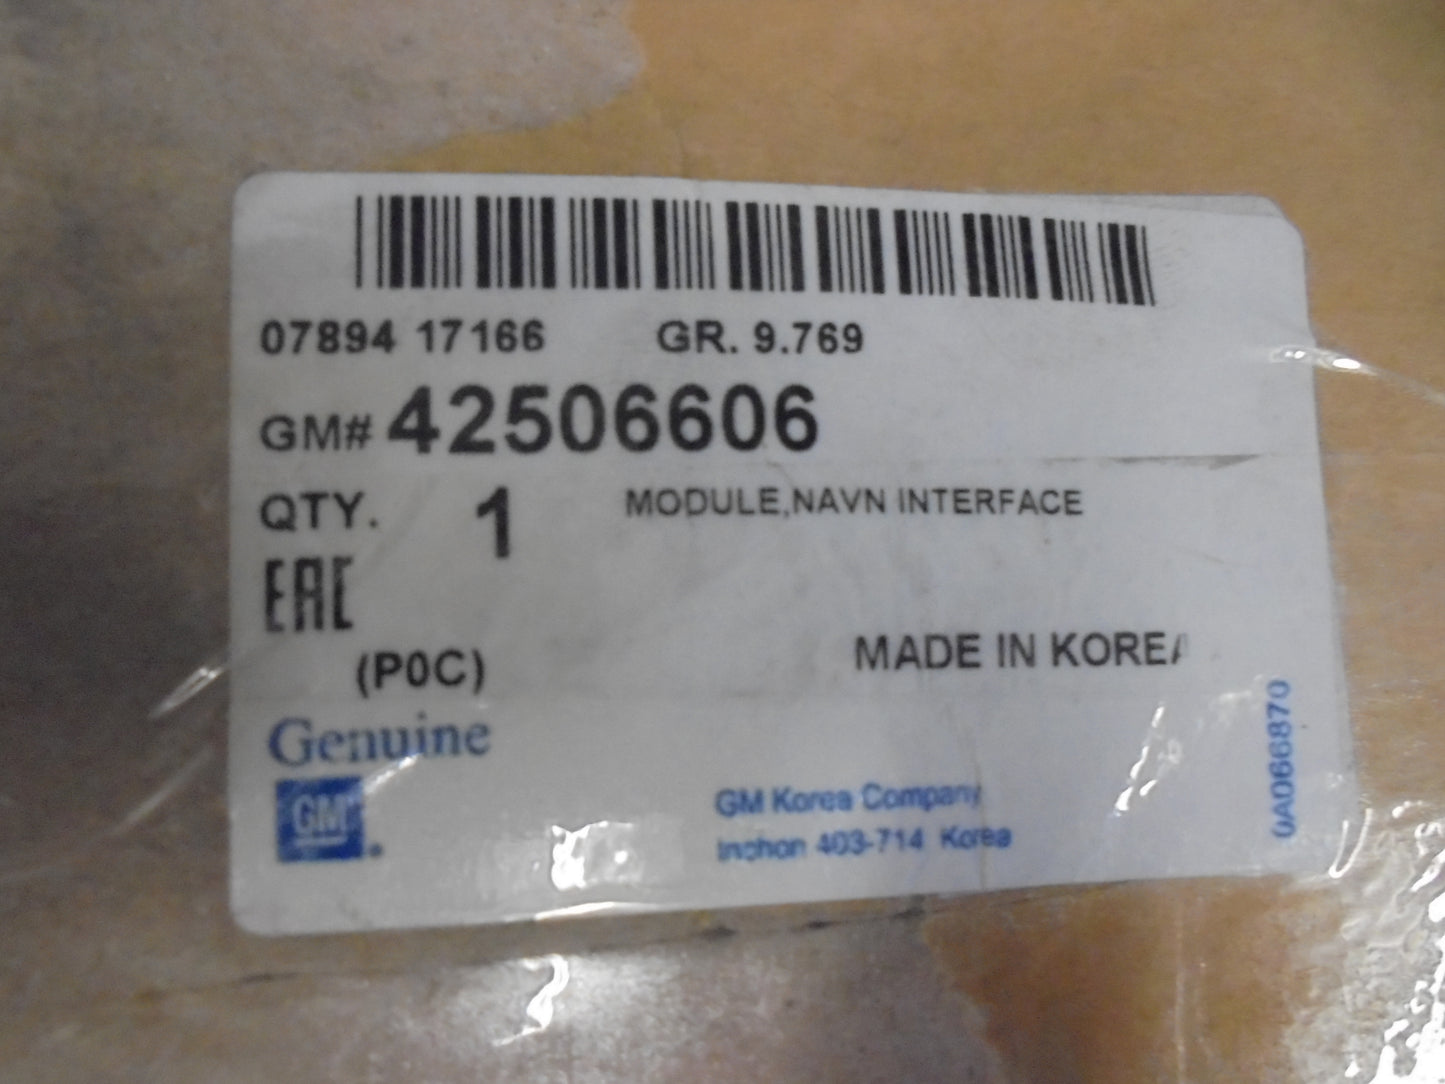 07894 17166 GR. 9.769
GM# 42506606
QTY. 1 MODULE,NAVN INTERFACE
EAC
(P0C) MADE IN KOREA
Genuine
GM
GM Korea Company
Inchon 403-714 Korea
0A066870